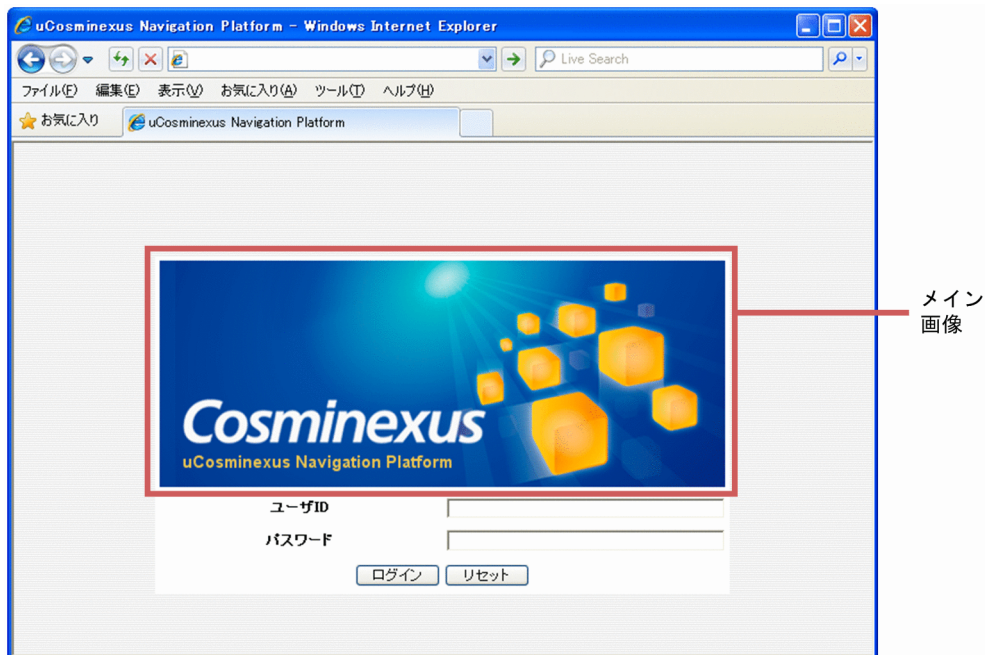 uCosminexus Navigation Platform - Windows Internet Explorer
Live Search
ファイル(F) 編集(E) 表示(V) お気に入り(A) ツール(T) ヘルプ(H)
お気に入り uCosminexus Navigation Platform
メイン
画像
Cosminexus
uCosminexus Navigation Platform
ユーザID
パスワード
ログイン リセット